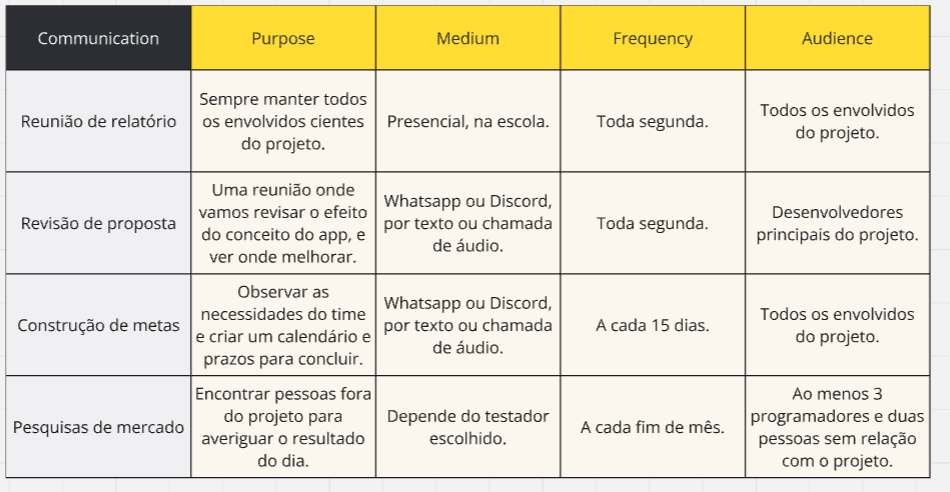 Communication
Purpose
Medium
Frequency
Audience
Reunião de relatório
Sempre manter todos
os envolvidos cientes
do projeto.
Presencial, na escola.
Toda segunda.
Todos os envolvidos
do projeto.
Revisão de proposta
Uma reunião onde
vamos revisar o efeito
do conceito do app, e
ver onde melhorar.
Whatsapp ou Discord,
por texto ou chamada
de áudio.
Toda segunda.
Desenvolvedores
principais do projeto.
Construção de metas
Observar as
necessidades do time
e criar um calendário e
prazos para concluir.
Whatsapp ou Discord,
por texto ou chamada
de áudio.
A cada 15 dias.
Todos os envolvidos
do projeto.
Pesquisas de mercado
Encontrar pessoas fora
do projeto para
averiguar o resultado
do dia.
Depende do testador
escolhido.
A cada fim de mês.
Ao menos 3
programadores e duas
pessoas sem relação
com o projeto.